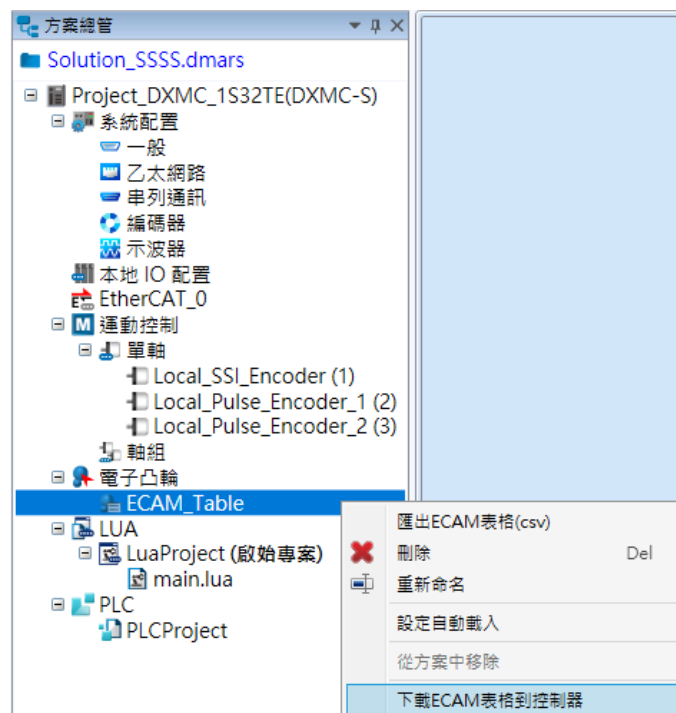 方案總管
Solution_SSSS.dmars
Project_DXMC_1S32TE(DXMC-S)
系統配置
一般
乙太網路
串列通訊
編碼器
示波器
本地 IO 配置
EtherCAT_0
運動控制
單軸
Local_SSI_Encoder (1)
Local_Pulse_Encoder_1 (2)
Local_Pulse_Encoder_2 (3)
軸組
電子凸輪
ECAM_Table
LUA
LuaProject (啟始專案)
main.lua
PLC
PLCProject
匯出ECAM表格(csv)
刪除 Del
重新命名
設定自動載入
從方案中移除
下載ECAM表格到控制器